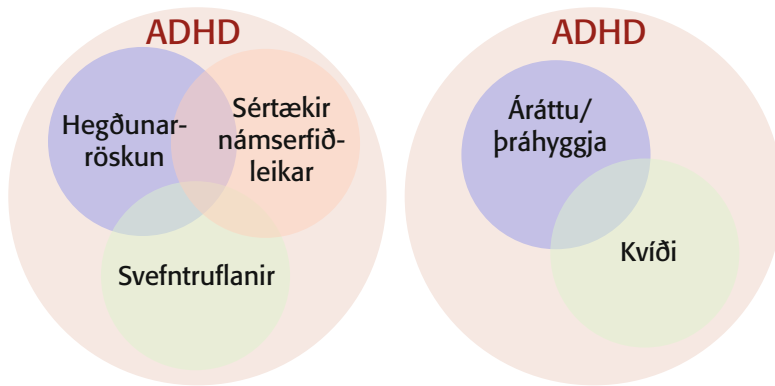 ADHD
Hegðunar-
röskun
Sértækir
námserfið-
leikar
Svefntruflanir
ADHD
Áráttu/
þráhyggja
Kvíði